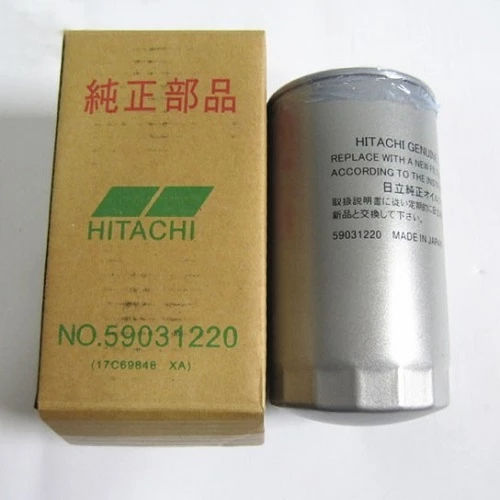 純正部品
HITACHI
NO.59031220
(17C69848 XA)
HITACHI GENUINE
REPLACE WITH A NEW
ACCORDING TO THE
日立純正オイル
取扱説明書に従い定期的に
新品と交換して下さい。
59031220 MADE IN JAPAN